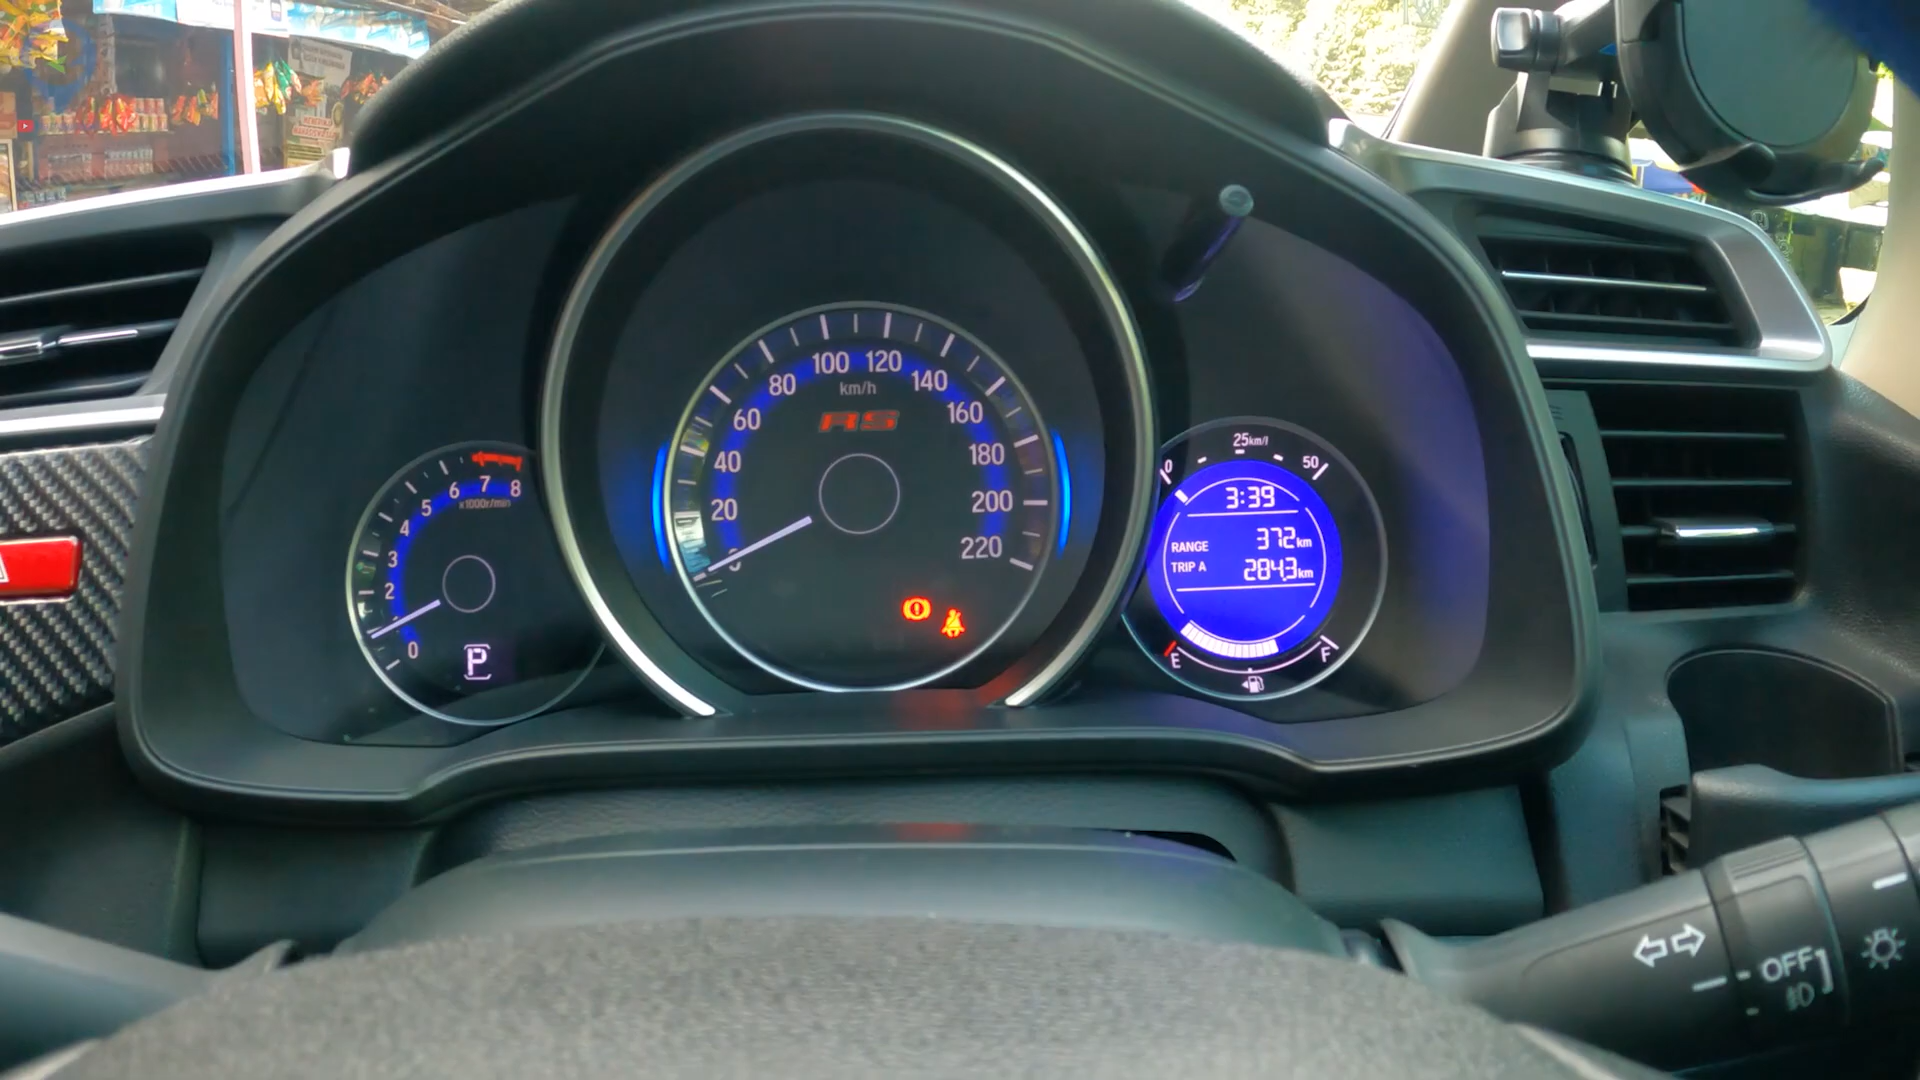 100 120
80 140
km/h
60 160
RS
40 180
20 200
0 220
5 6 7 8
x1000r/min
4
3
2
0
P
25km/l
0 50
3:39
RANGE 372km
TRIP A 284.3km
E F
OFF